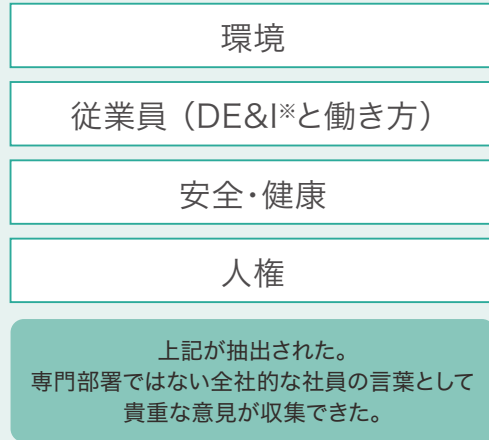 環境
従業員（DE&I※と働き方）
安全・健康
人権
上記が抽出された。
専門部署ではない全社的な社員の言葉として
貴重な意見が収集できた。